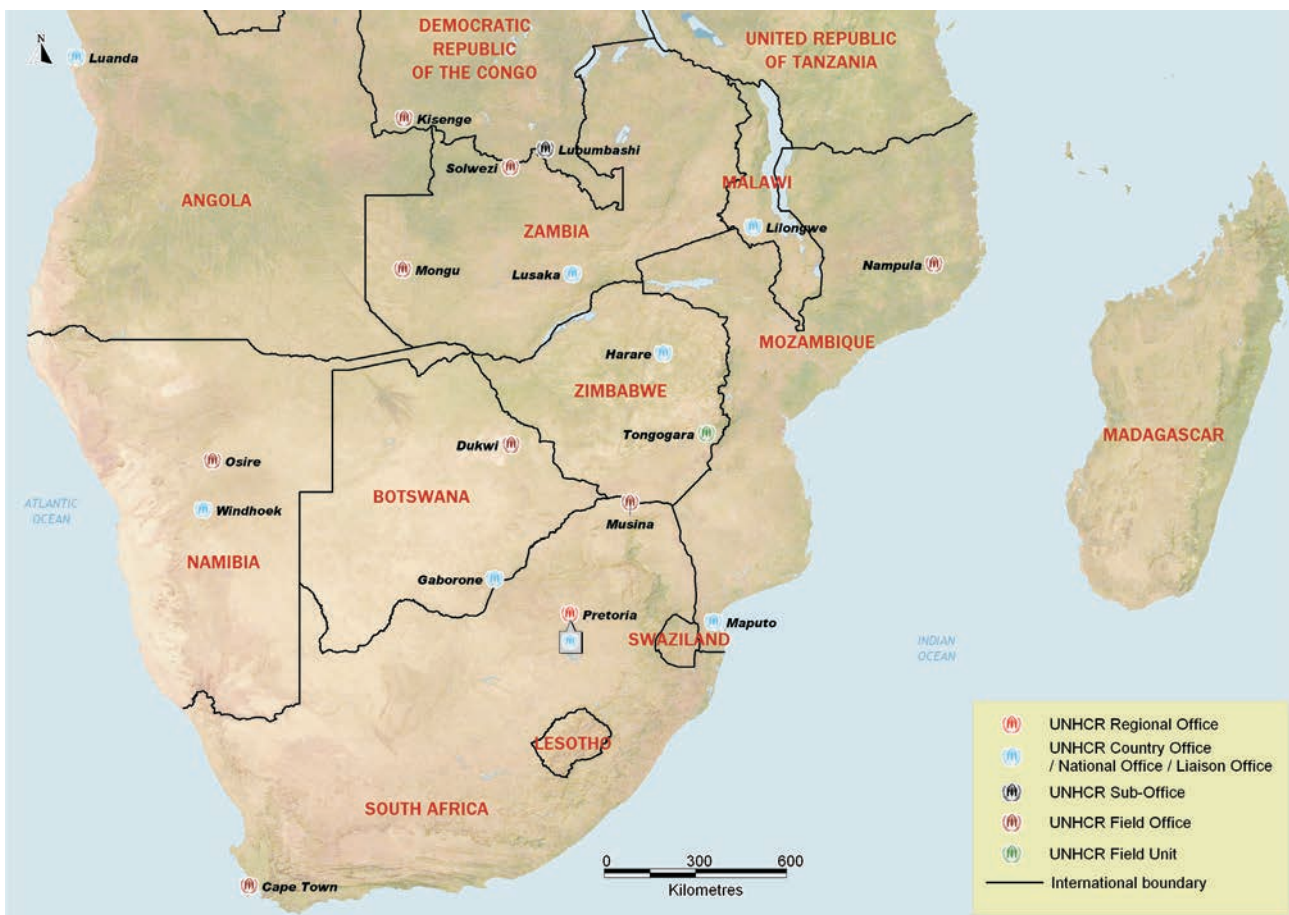 N
Luanda
DEMOCRATIC
REPUBLIC
OF THE CONGO
UNITED REPUBLIC
OF TANZANIA
Kisenge
Lubumbashi
Solwezi
MALAWI
ANGOLA
ZAMBIA
Lilongwe
Mongu
Lusaka
Nampula
MOZAMBIQUE
Harare
ZIMBABWE
Tongogara
MADAGASCAR
Dukwi
Osire
BOTSWANA
ATLANTIC
OCEAN
Windhoek
Musina
NAMIBIA
Gaborone
Pretoria
Maputo
SWAZILAND
INDIAN
OCEAN
LESOTHO
SOUTH AFRICA
Cape Town
0 300 600
Kilometres
UNHCR Regional Office
UNHCR Country Office
/ National Office / Liaison Office
UNHCR Sub-Office
UNHCR Field Office
UNHCR Field Unit
International boundary